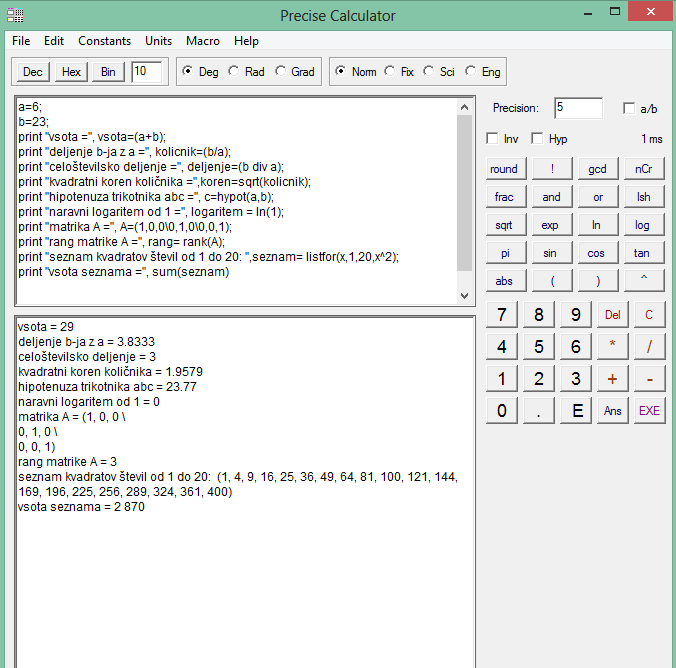 Precise Calculator
File Edit Constants Units Macro Help
Dec Hex Bin 10 Deg Rad Grad Norm Fix Sci Eng
a=6;
b=23;
print "vsota =", vsota=(a+b);
print "deljenje b-ja z a =", kolicnik=(b/a);
print "celoštevilsko deljenje =", deljenje=(b div a);
print "kvadratni koren količnika =",koren=sqrt(kolicnik);
print "hipotenuza trikotnika abc =", c=hypot(a,b);
print "naravni logaritem od 1 =", logaritem = ln(1);
print "matrika A =", A=(1,0,0\0,1,0\0,0,1);
print "rang matrike A =", rang= rank(A);
print "seznam kvadratov števil od 1 do 20: ",seznam= listfor(x,1,20,x^2);
print "vsota seznama =", sum(seznam)
vsota = 29
deljenje b-ja z a = 3.8333
celoštevilsko deljenje = 3
kvadratni koren količnika = 1.9579
hipotenuza trikotnika abc = 23.77
naravni logaritem od 1 = 0
matrika A = (1, 0, 0 \
0, 1, 0 \
0, 0, 1)
rang matrike A = 3
seznam kvadratov števil od 1 do 20:  (1, 4, 9, 16, 25, 36, 49, 64, 81, 100, 121, 144,
169, 196, 225, 256, 289, 324, 361, 400)
vsota seznama = 2 870
Precision: 5 a/b
Inv Hyp 1 ms
round ! gcd nCr
frac and or lsh
sqrt exp ln log
pi sin cos tan
abs ( ) ^
7 8 9 Del C
4 5 6 * /
1 2 3 + -
0 . E Ans EXE